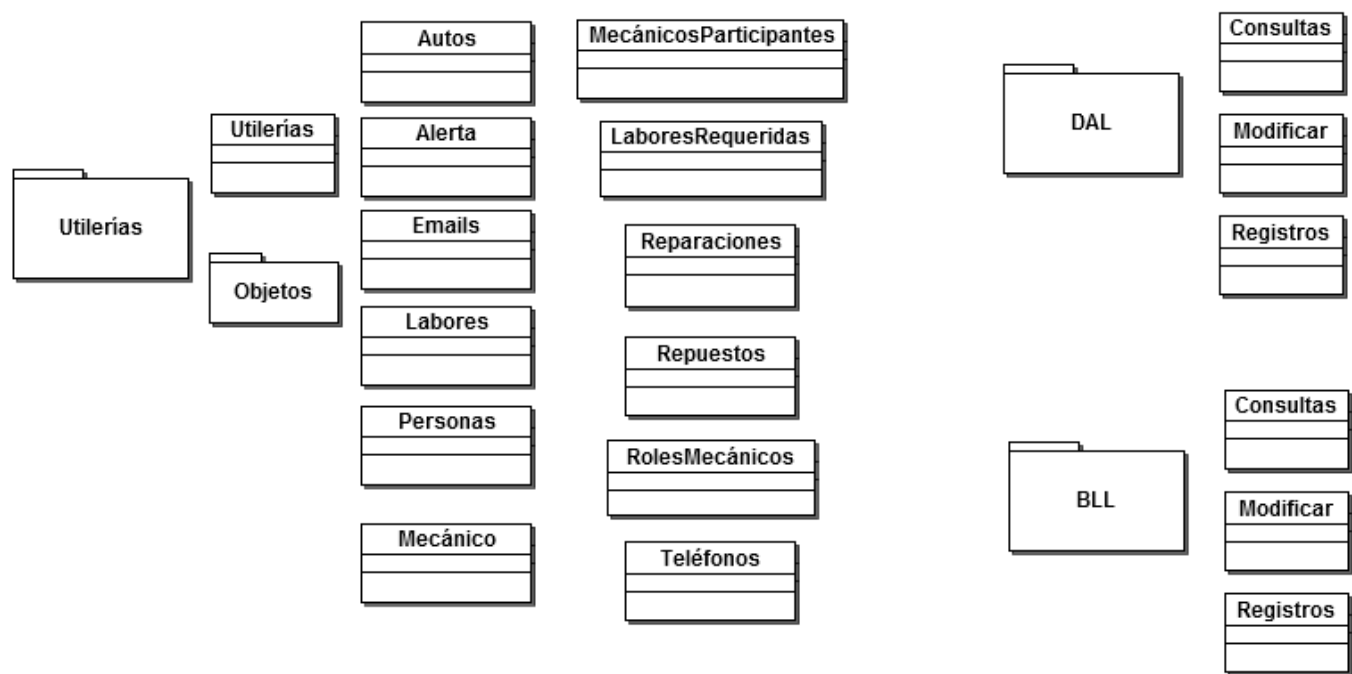 Utilerías
Utilerías
Objetos
Autos
Alerta
Emails
Labores
Personas
Mecánico
MecánicosParticipantes
LaboresRequeridas
Reparaciones
Repuestos
RolesMecánicos
Teléfonos
DAL
Consultas
Modificar
Registros
BLL
Consultas
Modificar
Registros